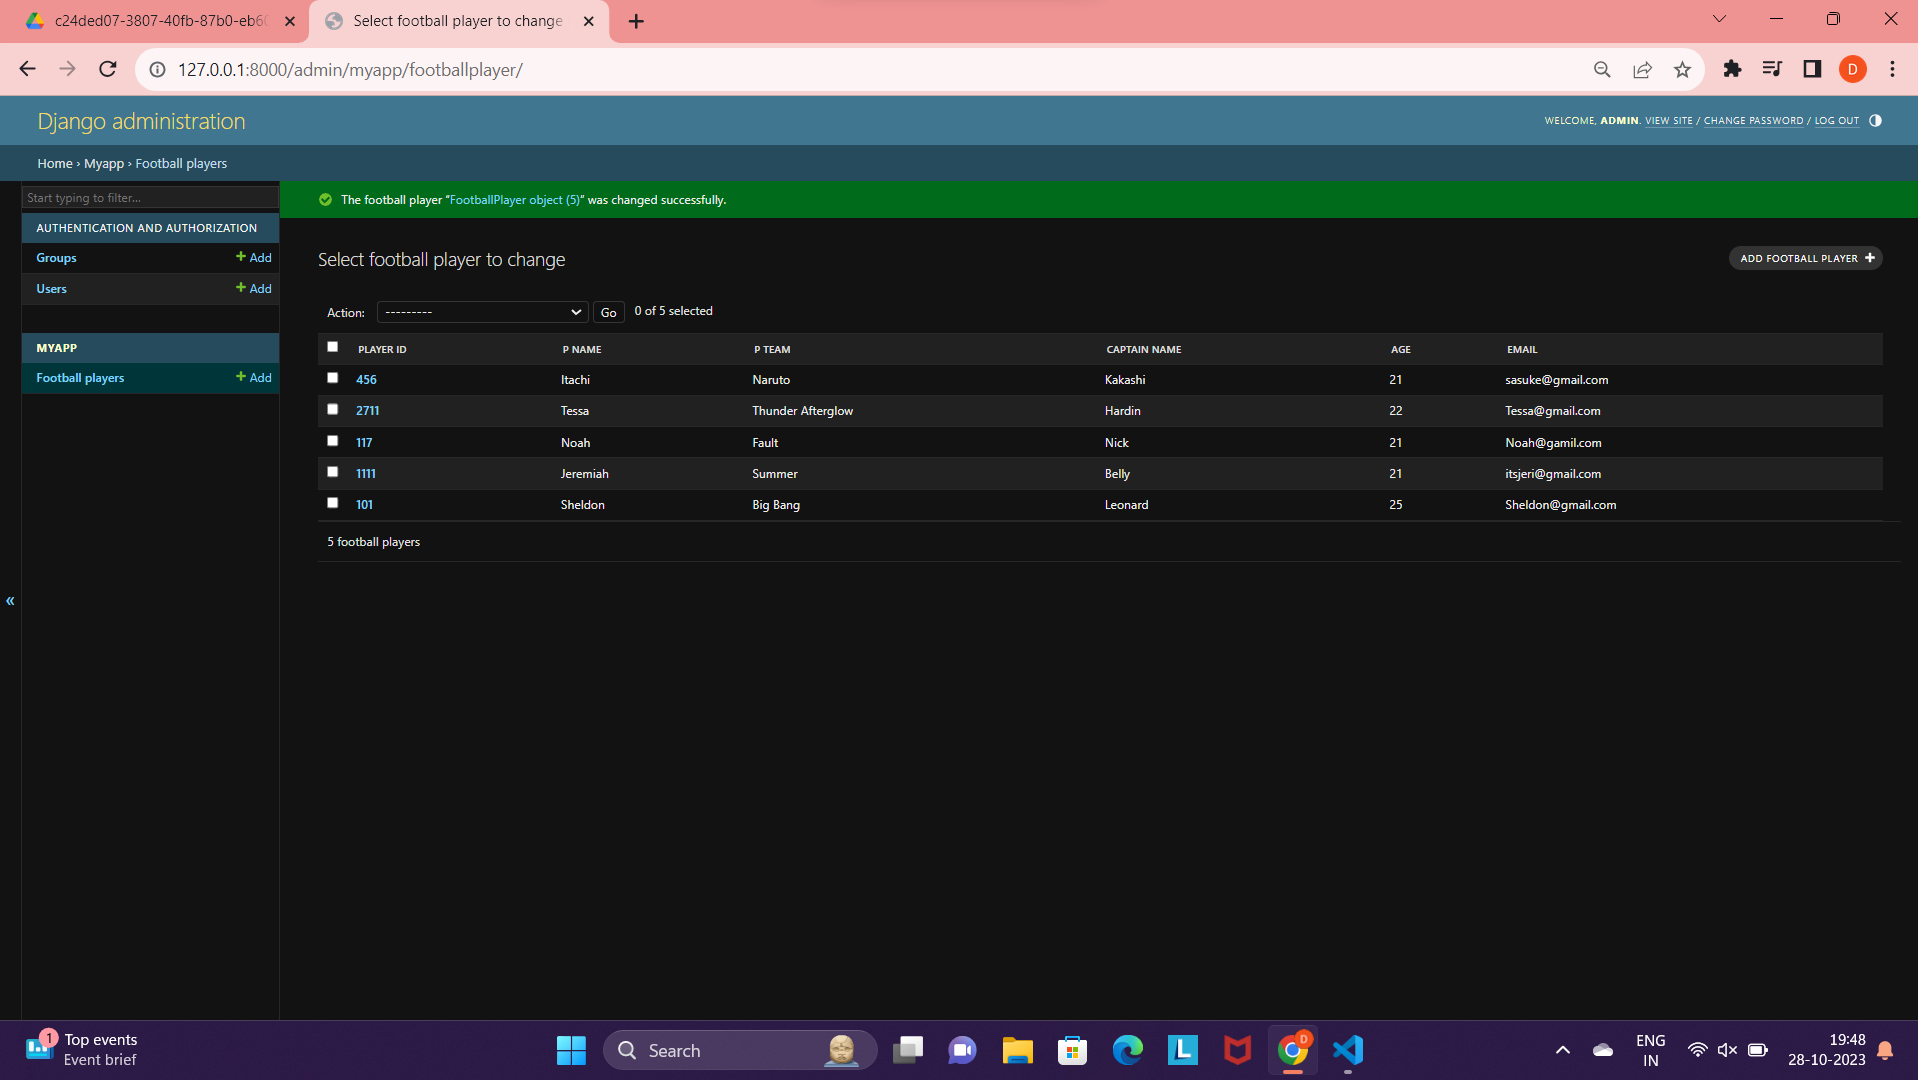 c24ded07-3807-40fb-87b0-eb60
Select football player to change
127.0.0.1:8000/admin/myapp/footballplayer/
D
Django administration
WELCOME, ADMIN. VIEW SITE / CHANGE PASSWORD / LOG OUT
Home › Myapp › Football players
Start typing to filter...
The football player “FootballPlayer object (5)” was changed successfully.
AUTHENTICATION AND AUTHORIZATION
Groups + Add
Users + Add
MYAPP
Football players + Add
«
Select football player to change
ADD FOOTBALL PLAYER +
Action: --------- Go 0 of 5 selected
PLAYER ID P NAME P TEAM CAPTAIN NAME AGE EMAIL
456 Itachi Naruto Kakashi 21 sasuke@gmail.com
2711 Tessa Thunder Afterglow Hardin 22 Tessa@gmail.com
117 Noah Fault Nick 21 Noah@gamil.com
1111 Jeremiah Summer Belly 21 itsjeri@gmail.com
101 Sheldon Big Bang Leonard 25 Sheldon@gmail.com
5 football players
1
Top events
Event brief
Search
L
D
ENG
IN
19:48
28-10-2023